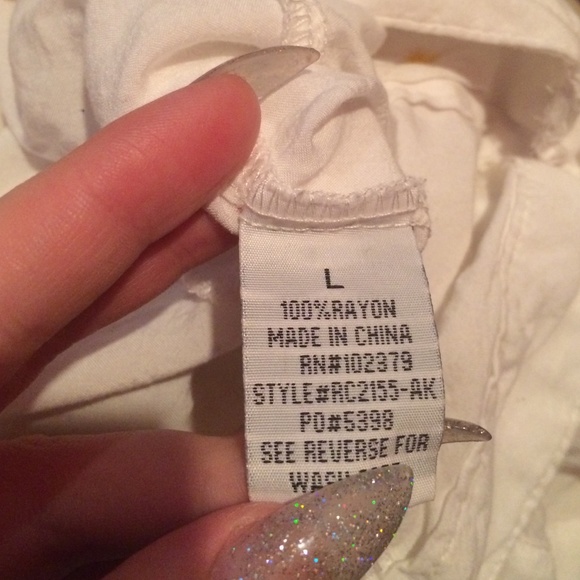 L
100%RAYON
MADE IN CHINA
RN#102379
STYLE#RC2155-AK
PO#5398
SEE REVERSE FOR
WASH